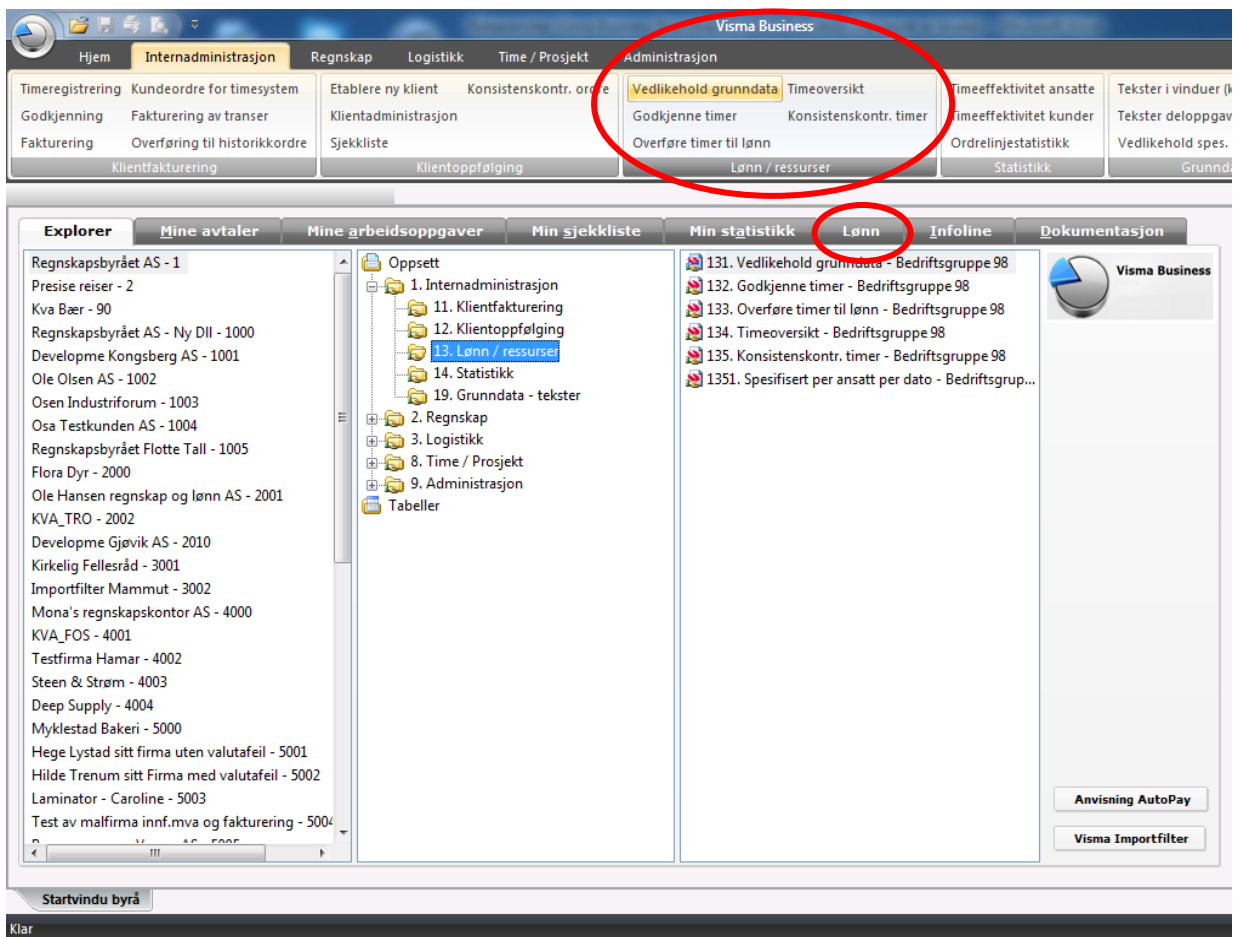 Visma Business
Hjem Internadministrasjon Regnskap Logistikk Time / Prosjekt Administrasjon
Timeregistrering Kundeordre for timesystem Etablere ny klient Konsistenskontr. ordre Vedlikehold grunndata Timeoversikt Timeeffektivitet ansatte Tekster i vinduer (k
Godkjenning Fakturering av transer Klientadministrasjon Godkjenne timer Konsistenskontr. timer Timeeffektivitet kunder Tekster deloppgav
Fakturering Overføring til historikkordre Sjekkliste Overføre timer til lønn Ordrelinjestatistikk Vedlikehold spes.
Klientfakturering Klientoppfølging Lønn / ressurser Statistikk Grunnda
Explorer Mine avtaler Mine arbeidsoppgaver Min sjekkliste Min statistikk Lønn Infoline Dokumentasjon
Regnskapsbyrået AS - 1
Presise reiser - 2
Kva Bær - 90
Regnskapsbyrået AS - Ny DII - 1000
Developme Kongsberg AS - 1001
Ole Olsen AS - 1002
Osen Industriforum - 1003
Osa Testkunden AS - 1004
Regnskapsbyrået Flotte Tall - 1005
Flora Dyr - 2000
Ole Hansen regnskap og lønn AS - 2001
KVA_TRO - 2002
Developme Gjøvik AS - 2010
Kirkelig Fellesråd - 3001
Importfilter Mammut - 3002
Mona's regnskapskontor AS - 4000
KVA_FOS - 4001
Testfirma Hamar - 4002
Steen & Strøm - 4003
Deep Supply - 4004
Myklestad Bakeri - 5000
Hege Lystad sitt firma uten valutafeil - 5001
Hilde Trenum sitt Firma med valutafeil - 5002
Laminator - Caroline - 5003
Test av malfirma innf.mva og fakturering - 5004
Oppsett
1. Internadministrasjon
11. Klientfakturering
12. Klientoppfølging
13. Lønn / ressurser
14. Statistikk
19. Grunndata - tekster
2. Regnskap
3. Logistikk
8. Time / Prosjekt
9. Administrasjon
Tabeller
131. Vedlikehold grunndata - Bedriftsgruppe 98
132. Godkjenne timer - Bedriftsgruppe 98
133. Overføre timer til lønn - Bedriftsgruppe 98
134. Timeoversikt - Bedriftsgruppe 98
135. Konsistenskontr. timer - Bedriftsgruppe 98
1351. Spesifisert per ansatt per dato - Bedriftsgrup...
Visma Business
Anvisning AutoPay
Visma Importfilter
Startvindu byrå
Klar